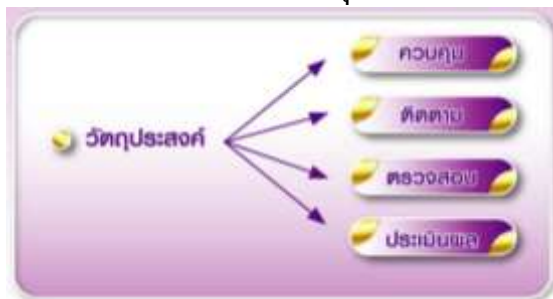 ควบคุม
ติดตาม
วัตถุประสงค์
ตรวจสอบ
ประเมินผล